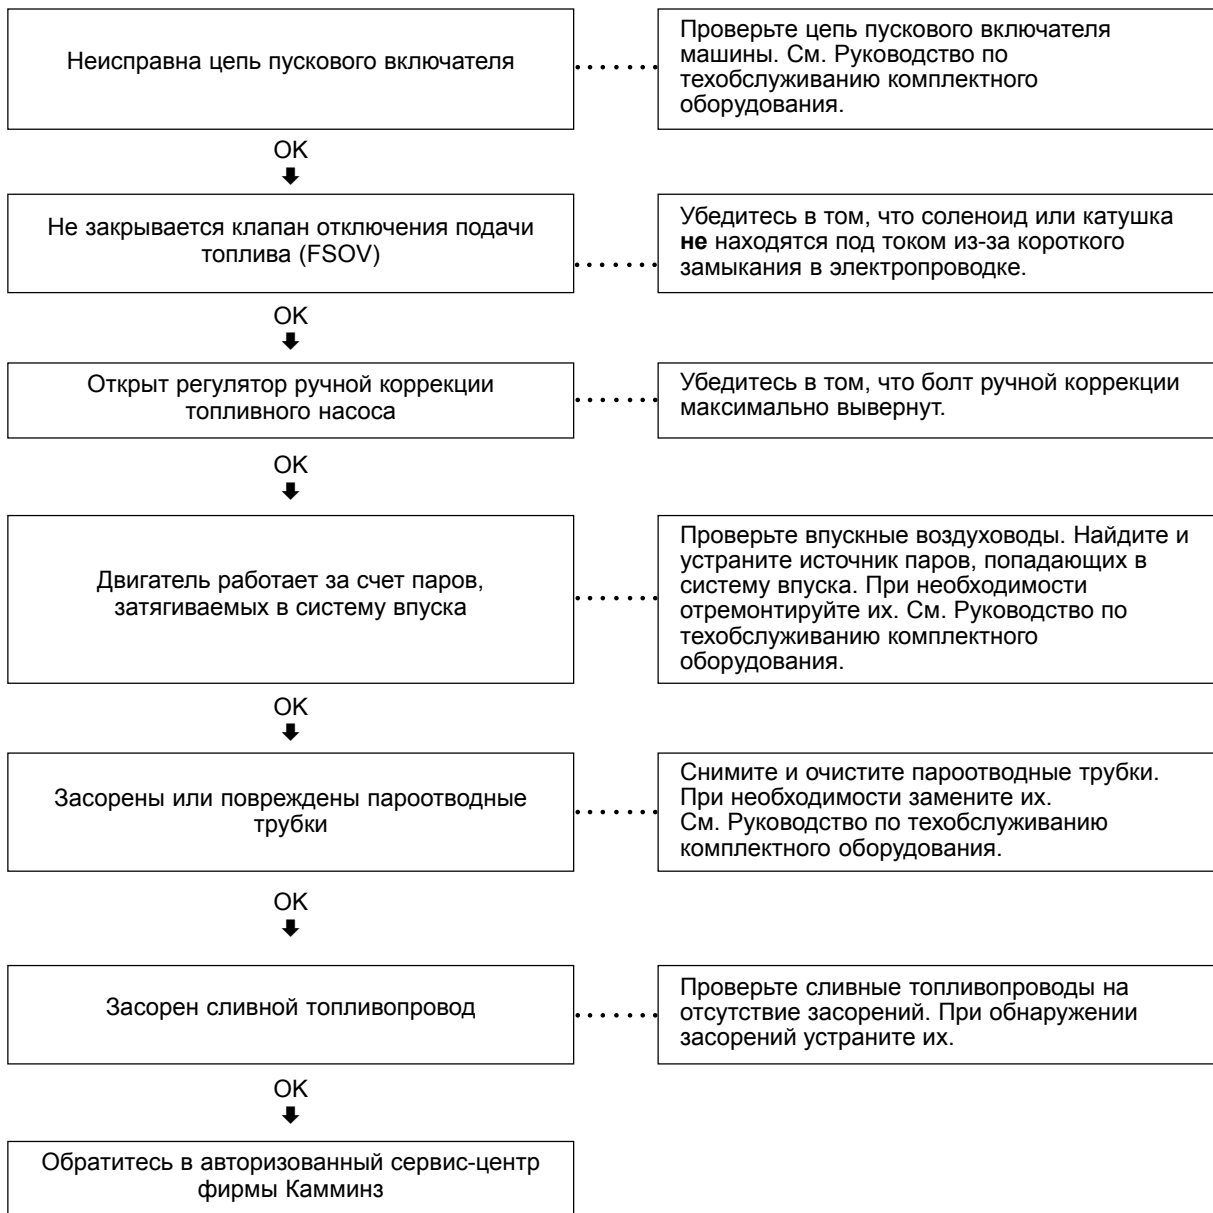 Неисправна цепь пускового включателя
Проверьте цепь пускового включателя
машины. См. Руководство по
техобслуживанию комплектного
оборудования.
OK
Не закрывается клапан отключения подачи
топлива (FSOV)
Убедитесь в том, что соленоид или катушка
не находятся под током из-за короткого
замыкания в электропроводке.
OK
Открыт регулятор ручной коррекции
топливного насоса
Убедитесь в том, что болт ручной коррекции
максимально вывернут.
OK
Двигатель работает за счет паров,
затягиваемых в систему впуска
Проверьте впускные воздуховоды. Найдите и
устраните источник паров, попадающих в
систему впуска. При необходимости
отремонтируйте их. См. Руководство по
техобслуживанию комплектного
оборудования.
OK
Засорены или повреждены пароотводные
трубки
Снимите и очистите пароотводные трубки.
При необходимости замените их.
См. Руководство по техобслуживанию
комплектного оборудования.
OK
Засорен сливной топливопровод
Проверьте сливные топливопроводы на
отсутствие засорений. При обнаружении
засорений устраните их.
OK
Обратитесь в авторизованный сервис-центр
фирмы Камминз